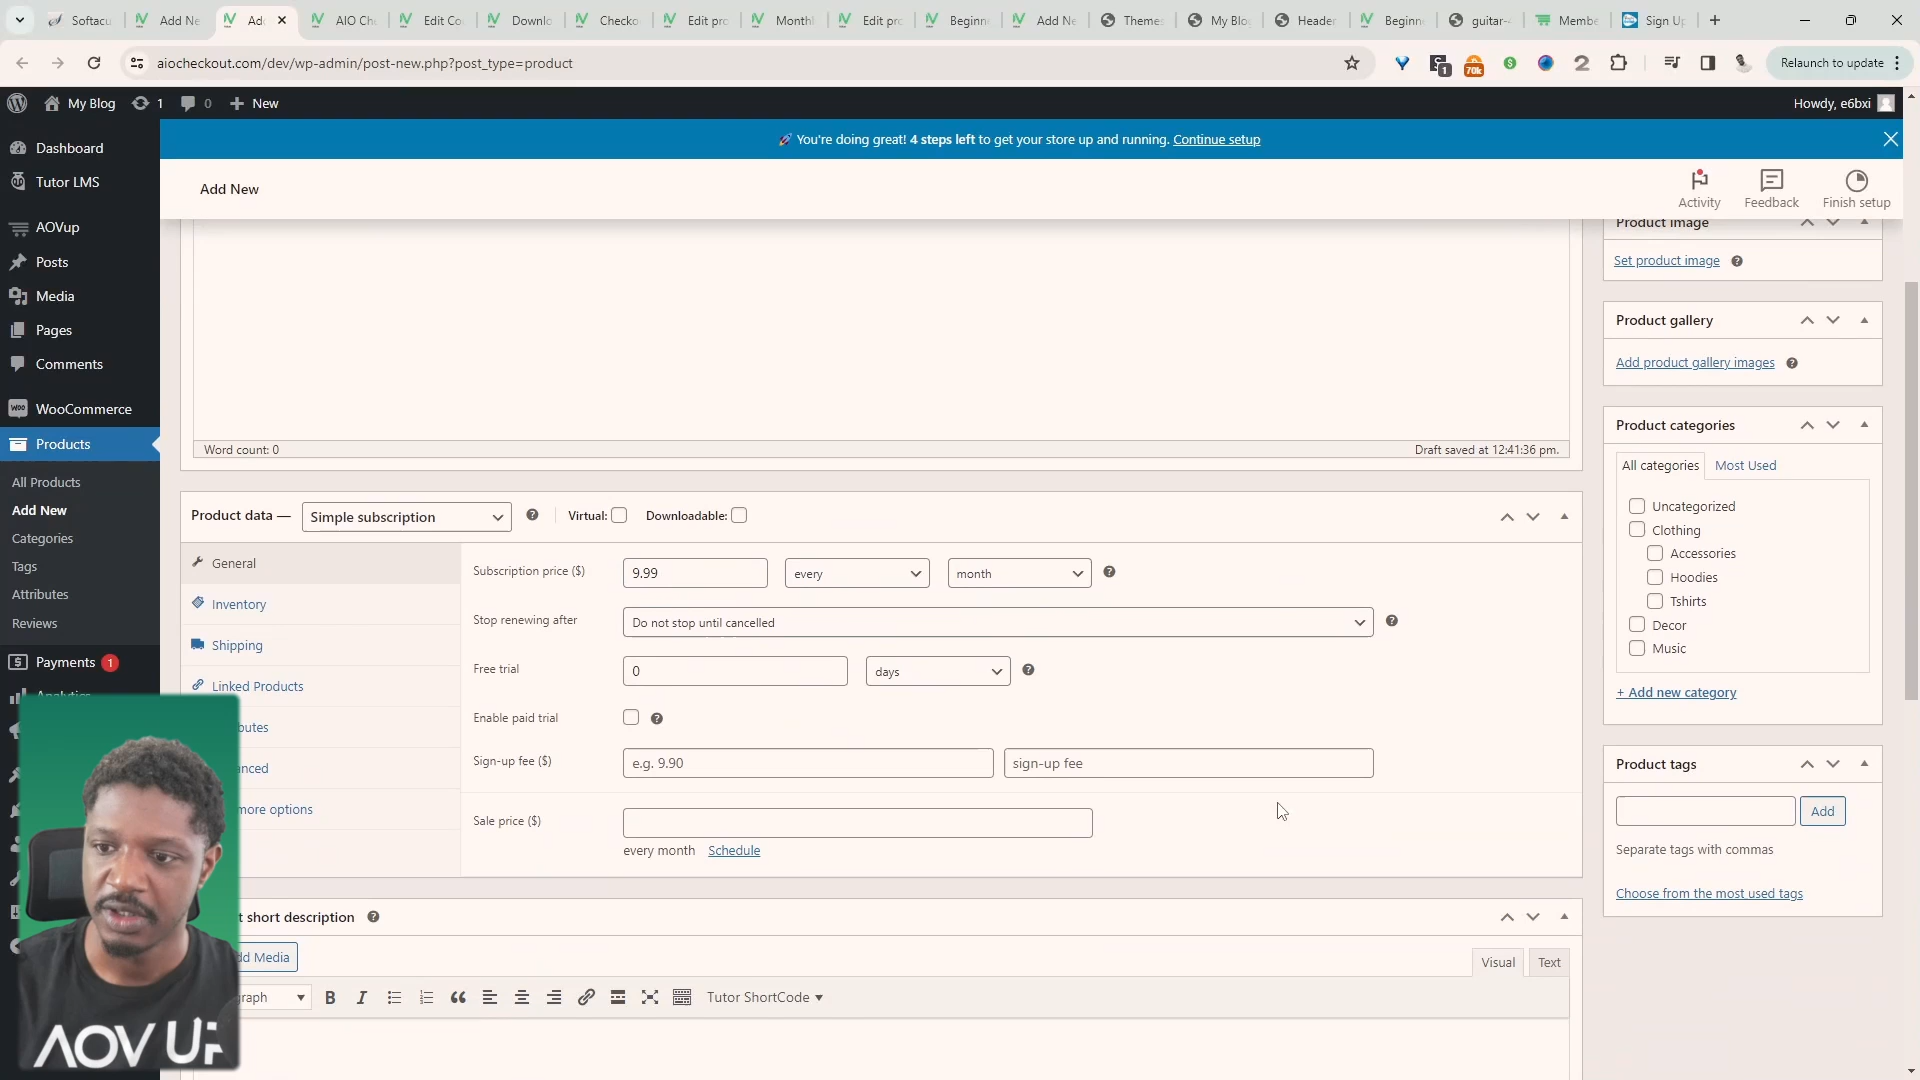 Softacu
Add Ne
Ad
AIO Ch
Edit Co
Downlo
Checko
Edit pro
Monthl
Edit pro
Beginn
Add Ne
Themes
My Blo
Header
Beginn
guitar-
Membe
Sign Up
aiocheckout.com/dev/wp-admin/post-new.php?post_type=product
1
70k
Relaunch to update
My Blog
1
0
New
Howdy, e6bxi
🚀 You're doing great! 4 steps left to get your store up and running. Continue setup
Add New
Activity
Feedback
Finish setup
Dashboard
Tutor LMS
AOVup
Posts
Media
Pages
Comments
WooCommerce
Products
All Products
Add New
Categories
Tags
Attributes
Reviews
Payments 1
Analytics
Word count: 0
Draft saved at 12:41:36 pm.
Product data —
Simple subscription
Virtual:
Downloadable:
General
Inventory
Shipping
Linked Products
butes
anced
more options
Subscription price ($)
9.99
every
month
Stop renewing after
Do not stop until cancelled
Free trial
0
days
Enable paid trial
Sign-up fee ($)
e.g. 9.90
sign-up fee
Sale price ($)
every month
Schedule
t short description
dd Media
Visual
Text
graph
B
I
Tutor ShortCode
Product image
Set product image
Product gallery
Add product gallery images
Product categories
All categories
Most Used
Uncategorized
Clothing
Accessories
Hoodies
Tshirts
Decor
Music
+ Add new category
Product tags
Add
Separate tags with commas
Choose from the most used tags
AOV UP